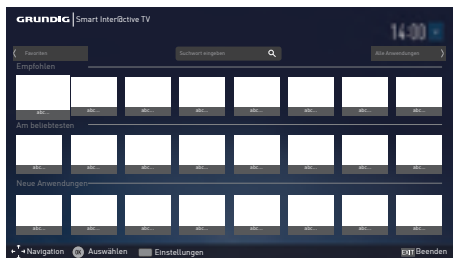 GRUNDIG Smart Inter@ctive TV
14:00
Favoriten Suchwort eingeben Alle Anwendungen
Empfohlen
abc... abc... abc... abc... abc... abc... abc... abc...
Am beliebtesten
abc... abc... abc... abc... abc... abc... abc... abc...
Neue Anwendungen
abc... abc... abc... abc... abc... abc... abc... abc...
Navigation OK Auswählen Einstellungen EXIT Beenden